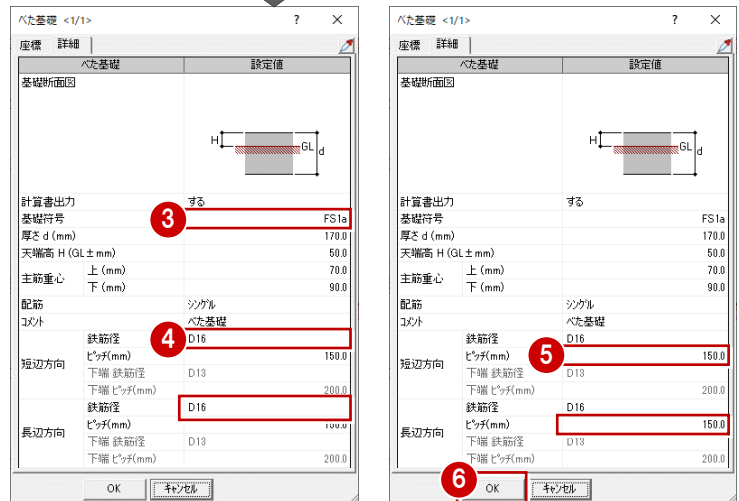 べた基礎 <1/1> ? ×
座標 詳細
べた基礎 設定値
基礎断面図
H GL d
計算書出力 する
3
基礎符号 FS1a
厚さ d (mm) 170.0
天端高 H (GL±mm) 50.0
主筋重心 上 (mm) 70.0
下 (mm) 90.0
配筋 シングル
コメント べた基礎
4
短辺方向 鉄筋径 D16
ピッチ(mm) 150.0
下端 鉄筋径 D13
下端 ピッチ(mm) 200.0
長辺方向 鉄筋径 D16
ピッチ(mm) 150.0
下端 鉄筋径 D13
下端 ピッチ(mm) 200.0
OK キャンセル
べた基礎 <1/1> ? ×
座標 詳細
べた基礎 設定値
基礎断面図
H GL d
計算書出力 する
基礎符号 FS1a
厚さ d (mm) 170.0
天端高 H (GL±mm) 50.0
主筋重心 上 (mm) 70.0
下 (mm) 90.0
配筋 シングル
コメント べた基礎
短辺方向 鉄筋径 D16
5
ピッチ(mm) 150.0
下端 鉄筋径 D13
下端 ピッチ(mm) 200.0
長辺方向 鉄筋径 D16
ピッチ(mm) 150.0
下端 鉄筋径 D13
下端 ピッチ(mm) 200.0
6
OK キャンセル